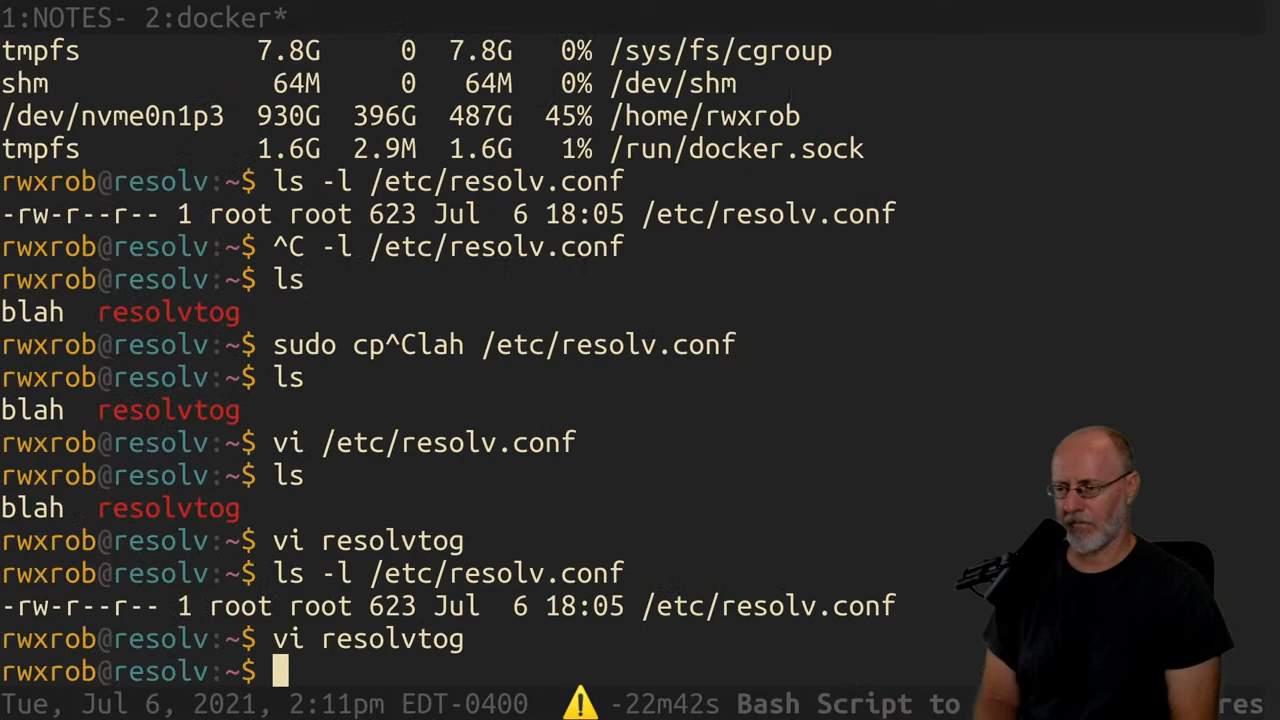 1:NOTES- 2:docker*
tmpfs 7.8G 0 7.8G 0% /sys/fs/cgroup
shm 64M 0 64M 0% /dev/shm
/dev/nvme0n1p3 930G 396G 487G 45% /home/rwxrob
tmpfs 1.6G 2.9M 1.6G 1% /run/docker.sock
rwxrob@resolv:~$ ls -l /etc/resolv.conf
-rw-r--r-- 1 root root 623 Jul 6 18:05 /etc/resolv.conf
rwxrob@resolv:~$ ^C -l /etc/resolv.conf
rwxrob@resolv:~$ ls
blah resolvtog
rwxrob@resolv:~$ sudo cp^Clah /etc/resolv.conf
rwxrob@resolv:~$ ls
blah resolvtog
rwxrob@resolv:~$ vi /etc/resolv.conf
rwxrob@resolv:~$ ls
blah resolvtog
rwxrob@resolv:~$ vi resolvtog
rwxrob@resolv:~$ ls -l /etc/resolv.conf
-rw-r--r-- 1 root root 623 Jul 6 18:05 /etc/resolv.conf
rwxrob@resolv:~$ vi resolvtog
rwxrob@resolv:~$
Tue, Jul 6, 2021, 2:11pm EDT-0400 ⚠️ -22m42s Bash Script to